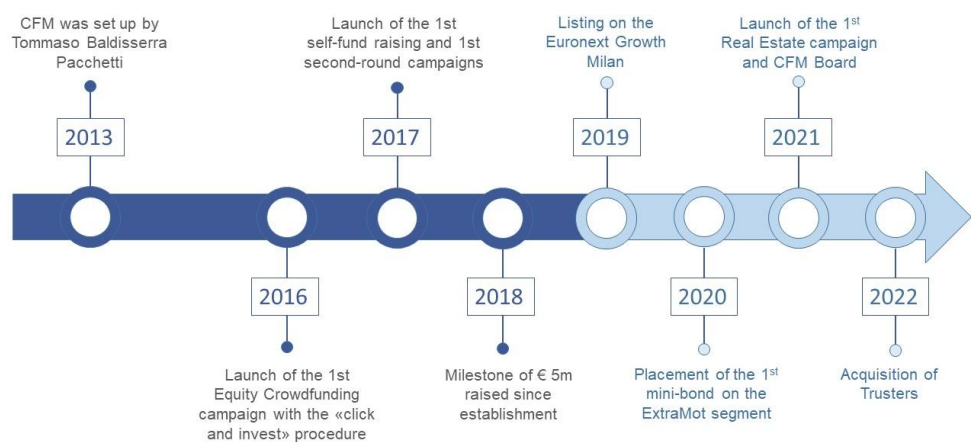 CFM was set up by
Tommaso Baldisserra
Pacchetti
2013
Launch of the 1st
self-fund raising and 1st
second-round campaigns
2017
Listing on the
Euronext Growth
Milan
2019
Launch of the 1st
Real Estate campaign
and CFM Board
2021
2016
Launch of the 1st
Equity Crowdfunding
campaign with the «click
and invest» procedure
2018
Milestone of € 5m
raised since
establishment
2020
Placement of the 1st
mini-bond on the
ExtraMot segment
2022
Acquisition of
Trusters